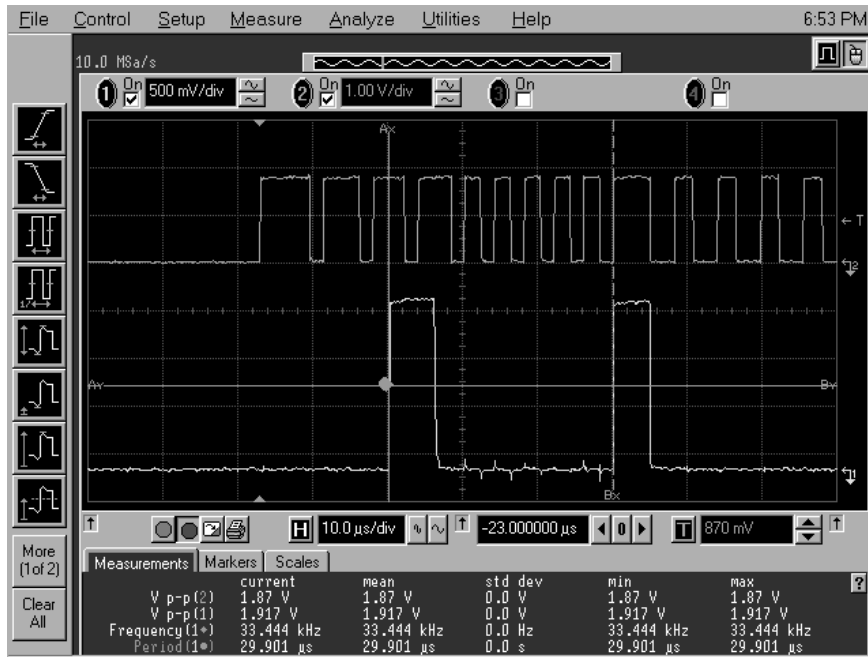 File Control Setup Measure Analyze Utilities Help 6:53 PM
10.0 MSa/s
1 On 500 mV/div 2 On 1.00 V/div 3 On 4 On
Ax
T
2
Ay By
1
Bx
H 10.0 µs/div -23.000000 µs 0 T 870 mV
More
(1of 2)
Clear
All
Measurements Markers Scales
current mean std dev min max ?
V p-p(2) 1.87 V 1.87 V 0.0 V 1.87 V 1.87 V
V p-p(1) 1.917 V 1.917 V 0.0 V 1.917 V 1.917 V
Frequency(1) 33.444 kHz 33.444 kHz 0.0 Hz 33.444 kHz 33.444 kHz
Period(1) 29.901 µs 29.901 µs 0.0 s 29.901 µs 29.901 µs